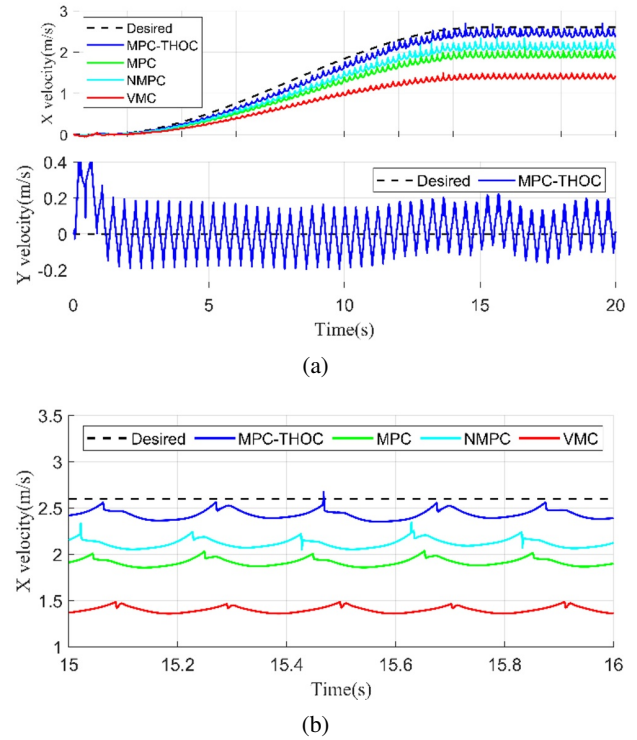 3
Desired
MPC-THOC
MPC
NMPC
VMC
2
1
0
X velocity(m/s)
0.4
Desired MPC-THOC
0.2
0
-0.2
Y velocity(m/s)
0 5 10 15 20
Time(s)
(a)
3.5
Desired MPC-THOC MPC NMPC VMC
3
2.5
2
1.5
1
X velocity(m/s)
15 15.2 15.4 15.6 15.8 16
Time(s)
(b)